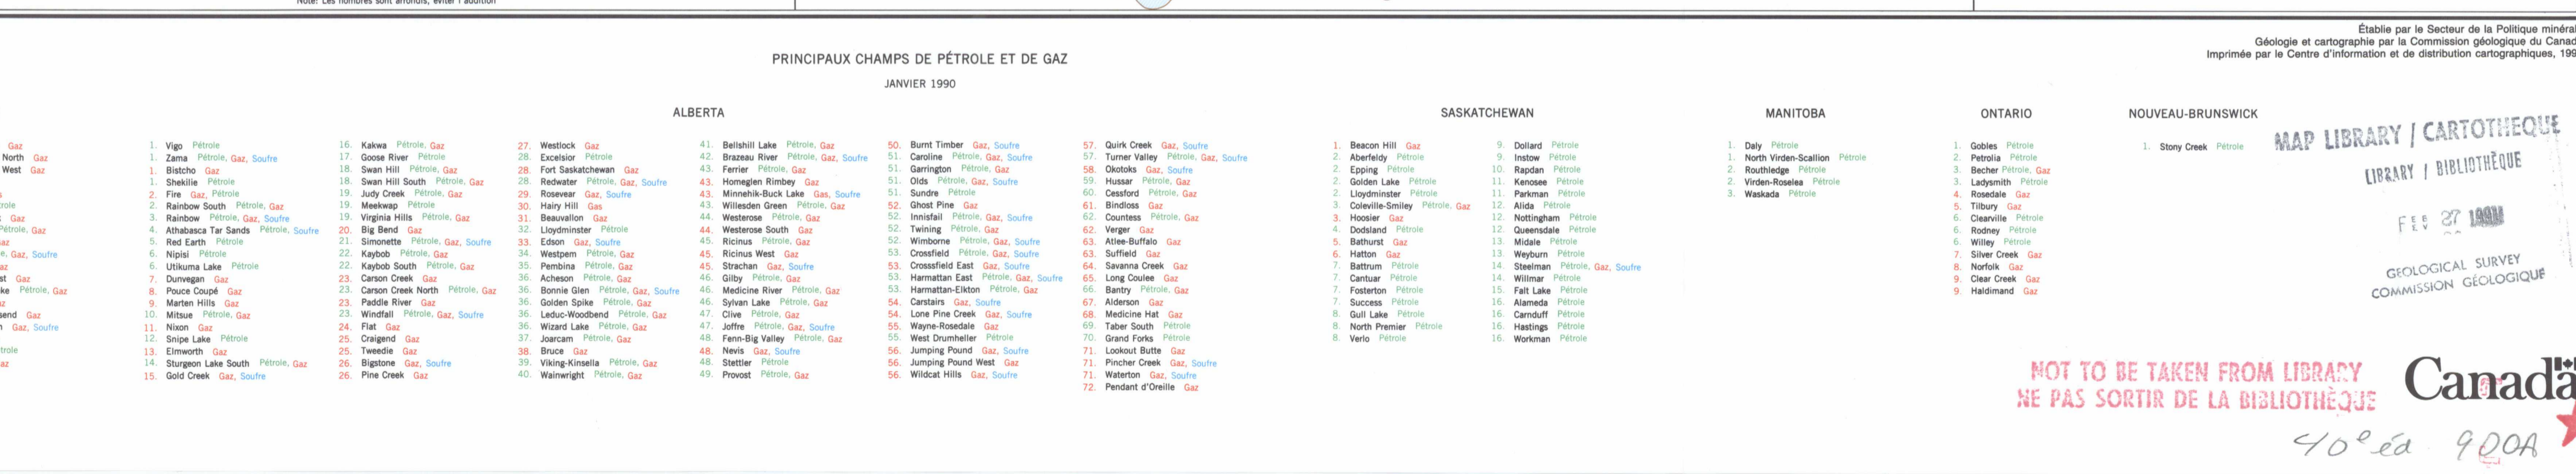 Note: Les nombres sont arrondis, éviter l'addition
Établie par le Secteur de la Politique
Géologie et cartographie par la Commission géologique du
Imprimée par le Centre d'information et de distribution cartographiques,
PRINCIPAUX CHAMPS DE PÉTROLE ET DE GAZ
JANVIER 1990
Gaz
North Gaz
West Gaz
Gaz
Pétrole, Gaz
Gaz, Soufre
Gaz
Pétrole, Gaz
Gaz
Gaz, Soufre
ALBERTA
1. Vigo Pétrole
1. Zama Pétrole, Gaz, Soufre
1. Bistcho Gaz
1. Shekilie Pétrole
2. Fire Gaz, Pétrole
2. Rainbow South Pétrole, Gaz
3. Rainbow Pétrole, Gaz, Soufre
4. Athabasca Tar Sands Pétrole, Soufre
5. Red Earth Pétrole
6. Nipisi Pétrole
6. Utikuma Lake Pétrole
7. Dunvegan Gaz
8. Pouce Coupé Gaz
9. Marten Hills Gaz
10. Mitsue Pétrole, Gaz
11. Nixon Gaz
12. Snipe Lake Pétrole
13. Elmworth Gaz
14. Sturgeon Lake South Pétrole, Gaz
15. Gold Creek Gaz, Soufre
16. Kakwa Pétrole, Gaz
17. Goose River Pétrole
18. Swan Hill Pétrole, Gaz
18. Swan Hill South Pétrole, Gaz
19. Judy Creek Pétrole, Gaz
19. Meekwap Pétrole
19. Virginia Hills Pétrole, Gaz
20. Big Bend Gaz
21. Simonette Pétrole, Gaz, Soufre
22. Kaybob Pétrole, Gaz
22. Kaybob South Pétrole, Gaz
23. Carson Creek Gaz
23. Carson Creek North Pétrole, Gaz
23. Paddle River Gaz
23. Windfall Pétrole, Gaz, Soufre
24. Flat Gaz
25. Craigend Gaz
25. Tweedie Gaz
26. Bigstone Gaz, Soufre
26. Pine Creek Gaz
27. Westlock Gaz
28. Excelsior Pétrole
28. Fort Saskatchewan Gaz
28. Redwater Pétrole, Gaz, Soufre
29. Rosevear Gaz, Soufre
30. Hairy Hill Gas
31. Beauvallon Gaz
32. Lloydminster Pétrole
33. Edson Gaz, Soufre
34. Westpem Pétrole, Gaz
35. Pembina Pétrole, Gaz
36. Acheson Pétrole, Gaz
36. Bonnie Glen Pétrole, Gaz, Soufre
36. Golden Spike Pétrole, Gaz
36. Leduc-Woodbend Pétrole, Gaz
36. Wizard Lake Pétrole, Gaz
37. Joarcam Pétrole, Gaz
38. Bruce Gaz
39. Viking-Kinsella Pétrole, Gaz
40. Wainwright Pétrole, Gaz
41. Bellshill Lake Pétrole, Gaz
42. Brazeau River Pétrole, Gaz, Soufre
43. Ferrier Pétrole, Gaz
43. Homeglen Rimbey Gaz
43. Minnehik-Buck Lake Gas, Soufre
43. Willesden Green Pétrole, Gaz
44. Westerose Pétrole, Gaz
44. Westerose South Gaz
45. Ricinus Pétrole, Gaz
45. Ricinus West Gaz
45. Strachan Gaz, Soufre
46. Gilby Pétrole, Gaz
46. Medicine River Pétrole, Gaz
46. Sylvan Lake Pétrole, Gaz
47. Clive Pétrole, Gaz
47. Joffre Pétrole, Gaz, Soufre
48. Fenn-Big Valley Pétrole, Gaz
48. Nevis Gaz, Soufre
48. Stettler Pétrole
49. Provost Pétrole, Gaz
50. Burnt Timber Gaz, Soufre
51. Caroline Pétrole, Gaz, Soufre
51. Garrington Pétrole, Gaz
51. Olds Pétrole, Gaz, Soufre
51. Sundre Pétrole
52. Ghost Pine Gaz
52. Innisfail Pétrole, Gaz, Soufre
52. Twining Pétrole, Gaz
52. Wimborne Pétrole, Gaz, Soufre
53. Crossfield Pétrole, Gaz, Soufre
53. Crosssfield East Gaz, Soufre
53. Harmattan East Pétrole, Gaz, Soufre
53. Harmattan-Elkton Pétrole, Gaz
54. Carstairs Gaz, Soufre
54. Lone Pine Creek Gaz, Soufre
55. Wayne-Rosedale Gaz
55. West Drumheller Pétrole
56. Jumping Pound Gaz, Soufre
56. Jumping Pound West Gaz
56. Wildcat Hills Gaz, Soufre
57. Quirk Creek Gaz, Soufre
57. Turner Valley Pétrole, Gaz, Soufre
58. Okotoks Gaz, Soufre
59. Hussar Pétrole, Gaz
60. Cessford Pétrole, Gaz
61. Bindloss Gaz
62. Countess Pétrole, Gaz
62. Verger Gaz
63. Atlee-Buffalo Gaz
63. Suffield Gaz
64. Savanna Creek Gaz
65. Long Coulee Gaz
66. Bantry Pétrole, Gaz
67. Alderson Gaz
68. Medicine Hat Gaz
69. Taber South Pétrole
70. Grand Forks Pétrole
71. Lookout Butte Gaz
71. Pincher Creek Gaz, Soufre
71. Waterton Gaz, Soufre
72. Pendant d'Oreille Gaz
SASKATCHEWAN
1. Beacon Hill Gaz
2. Aberfeldy Pétrole
2. Epping Pétrole
2. Golden Lake Pétrole
2. Lloydminster Pétrole
3. Coleville-Smiley Pétrole, Gaz
3. Hoosier Gaz
4. Dodsland Pétrole
5. Bathurst Gaz
6. Hatton Gaz
7. Battrum Pétrole
7. Cantuar Pétrole
7. Fosterton Pétrole
7. Success Pétrole
8. Gull Lake Pétrole
8. North Premier Pétrole
8. Verlo Pétrole
9. Dollard Pétrole
9. Instow Pétrole
10. Rapdan Pétrole
11. Kenosee Pétrole
11. Parkman Pétrole
12. Alida Pétrole
12. Nottingham Pétrole
12. Queensdale Pétrole
13. Midale Pétrole
13. Weyburn Pétrole
14. Steelman Pétrole, Gaz, Soufre
14. Willmar Pétrole
15. Falt Lake Pétrole
16. Alameda Pétrole
16. Carnduff Pétrole
16. Hastings Pétrole
16. Workman Pétrole
MANITOBA
1. Daly Pétrole
1. North Virden-Scallion Pétrole
2. Routhledge Pétrole
2. Virden-Roselea Pétrole
3. Waskada Pétrole
ONTARIO
1. Gobles Pétrole
2. Petrolia Pétrole
3. Becher Pétrole, Gaz
3. Ladysmith Pétrole
4. Rosedale Gaz
5. Tilbury Gaz
6. Clearville Pétrole
6. Rodney Pétrole
6. Willey Pétrole
7. Silver Creek Gaz
8. Norfolk Gaz
9. Clear Creek Gaz
9. Haldimand Gaz
NOUVEAU-BRUNSWICK
1. Stony Creek Pétrole
MAP LIBRARY / CARTOTHEQUE
LIBRARY / BIBLIOTHÈQUE
GEOLOGICAL SURVEY
COMMISSION GÉOLOGIQUE
NOT TO BE TAKEN FROM LIBRARY
NE PAS SORTIR DE LA BIBLIOTHÈQUE
Canada
40e éd 900A